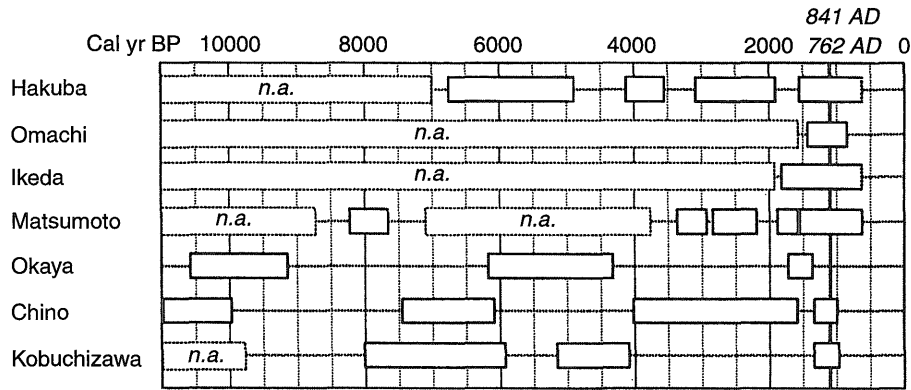 841 AD
Cal yr BP 10000 8000 6000 4000 2000 762 AD 0
Hakuba n.a.
Omachi n.a.
Ikeda n.a.
Matsumoto n.a. n.a.
Okaya
Chino
Kobuchizawa n.a.